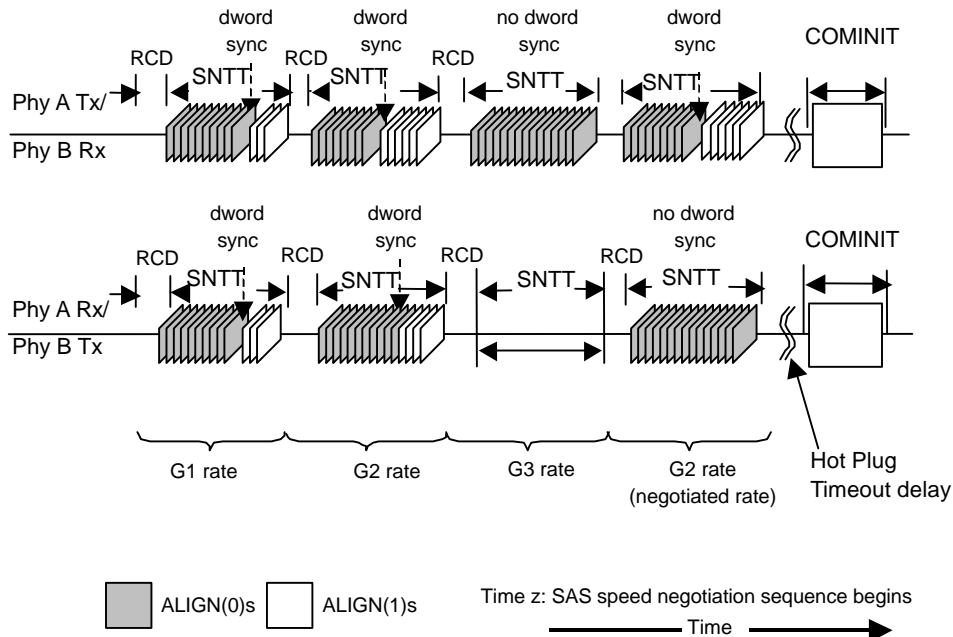 dword sync
dword sync
no dword sync
dword sync
COMINIT
RCD
RCD
RCD
RCD
SNTT
SNTT
SNTT
SNTT
Phy A Tx/
Phy B Rx
dword sync
dword sync
no dword sync
COMINIT
RCD
RCD
RCD
RCD
SNTT
SNTT
SNTT
SNTT
Phy A Rx/
Phy B Tx
G1 rate
G2 rate
G3 rate
G2 rate
(negotiated rate)
Hot Plug
Timeout delay
ALIGN(0)s
ALIGN(1)s
Time z: SAS speed negotiation sequence begins
Time